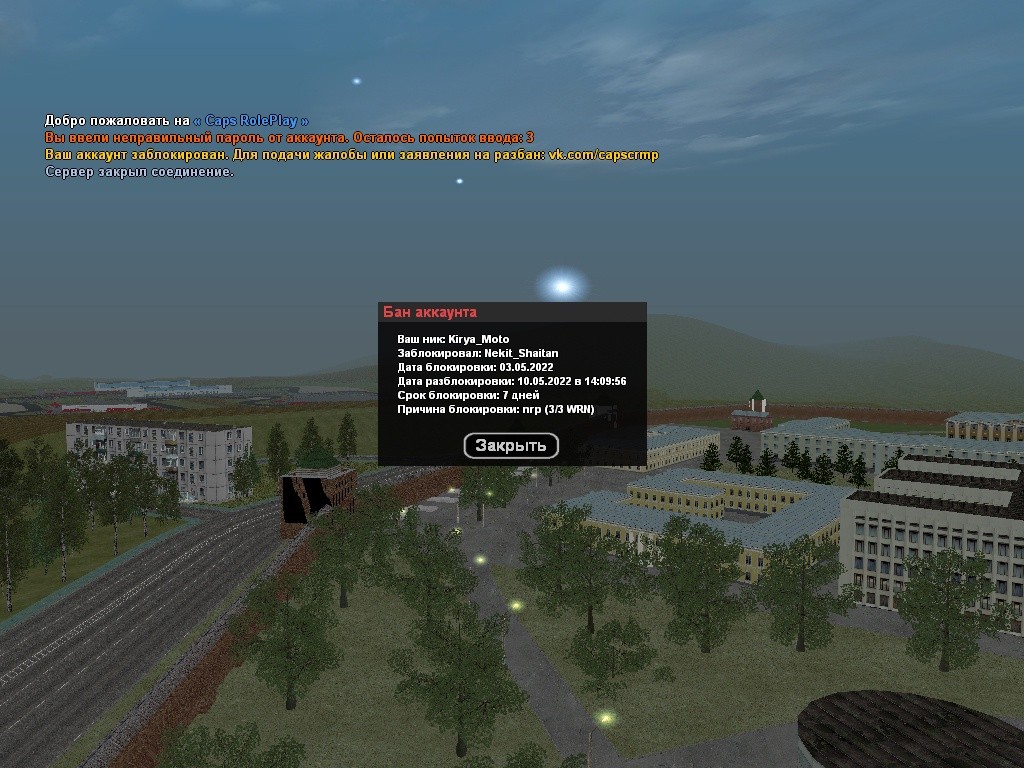 Добро пожаловать на « Caps RolePlay »
Вы ввели неправильный пароль от аккаунта. Осталось попыток ввода: 3
Ваш аккаунт заблокирован. Для подачи жалобы или заявления на разбан: vk.com/capscrmp
Сервер закрыл соединение.
Бан аккаунта
Ваш ник: Kirya_Moto
Заблокировал: Nekit_Shaitan
Дата блокировки: 03.05.2022
Дата разблокировки: 10.05.2022 в 14:09:56
Срок блокировки: 7 дней
Причина блокировки: пгр (3/3 WRN)
Закрыть